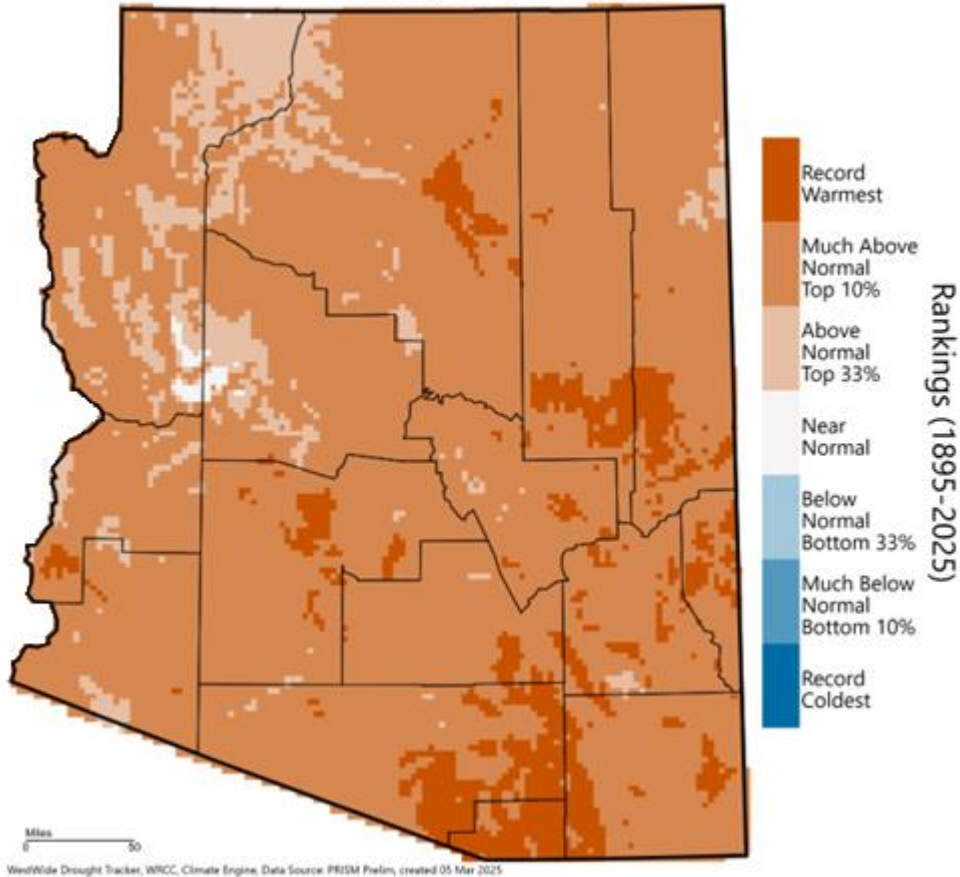 Record
Warmest
Much Above
Normal
Top 10%
Above
Normal
Top 33%
Near
Normal
Below
Normal
Bottom 33%
Much Below
Normal
Bottom 10%
Record
Coldest
Rankings (1895-2025)
Miles
0 50
WestWide Drought Tracker, WRCC, Climate Engine, Data Source: PRISM Prelim, created 05 Mar 2025